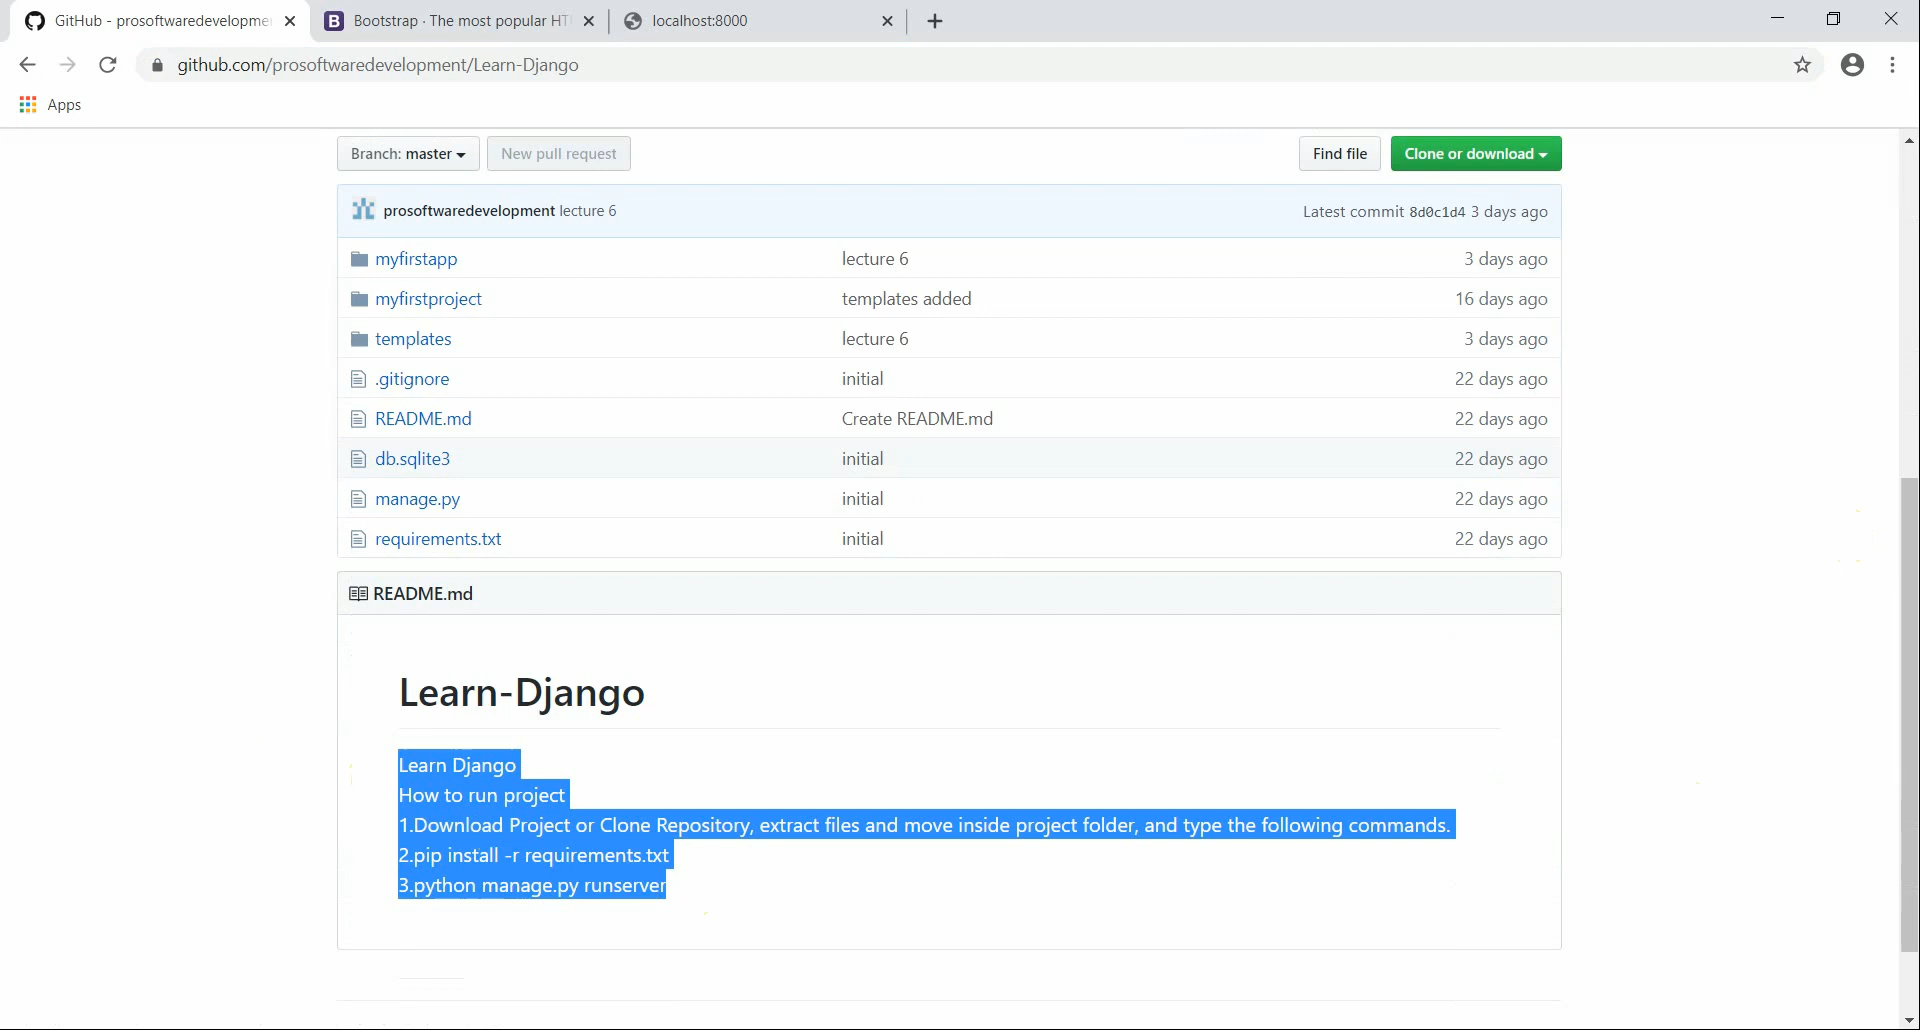 GitHub - prosoftwaredevelopme
Bootstrap · The most popular HT
localhost:8000
github.com/prosoftwaredevelopment/Learn-Django
Apps
Branch: master
New pull request
Find file
Clone or download
prosoftwaredevelopment lecture 6
Latest commit 8d0c1d4 3 days ago
myfirstapp lecture 6 3 days ago
myfirstproject templates added 16 days ago
templates lecture 6 3 days ago
.gitignore initial 22 days ago
README.md Create README.md 22 days ago
db.sqlite3 initial 22 days ago
manage.py initial 22 days ago
requirements.txt initial 22 days ago
README.md
Learn-Django
Learn Django
How to run project
1.Download Project or Clone Repository, extract files and move inside project folder, and type the following commands.
2.pip install -r requirements.txt
3.python manage.py runserver